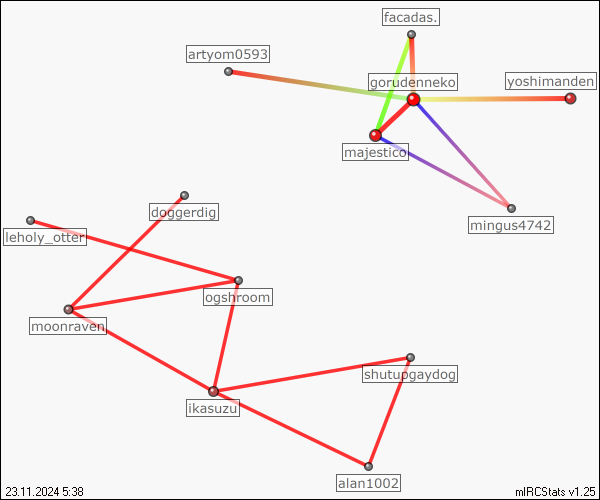 facadas.
artyom0593
gorudenneko
yoshimanden
majestico
doggerdig
mingus4742
leholy_otter
ogshroom
moonraven
shutupgaydog
ikasuzu
alan1002
23.11.2024 5:38
mIRCStats v1.25